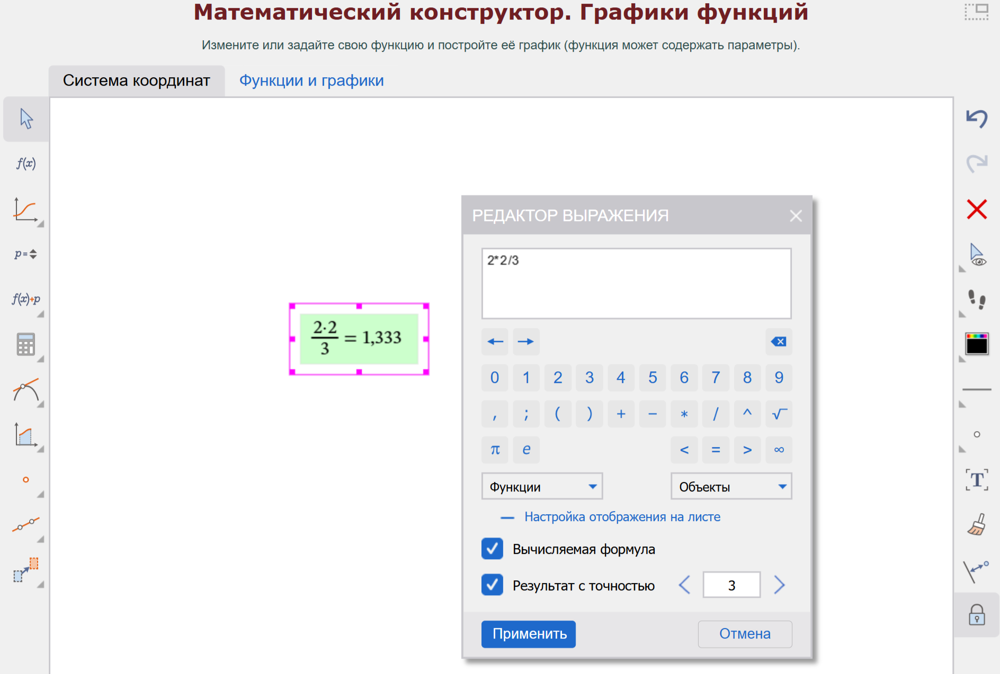 Математический конструктор. Графики функций
Измените или задайте свою функцию и постройте её график (функция может содержать параметры).
Система координат Функции и графики
f(x)
p=
f(x)+p
2·2
3
= 1,333
РЕДАКТОР ВЫРАЖЕНИЯ
2*2/3
← →
0 1 2 3 4 5 6 7 8 9
, ; ( ) + − * / ^ √
π e < = > ∞
Функции Объекты
Настройка отображения на листе
Вычисляемая формула
Результат с точностью 3
Применить Отмена
T